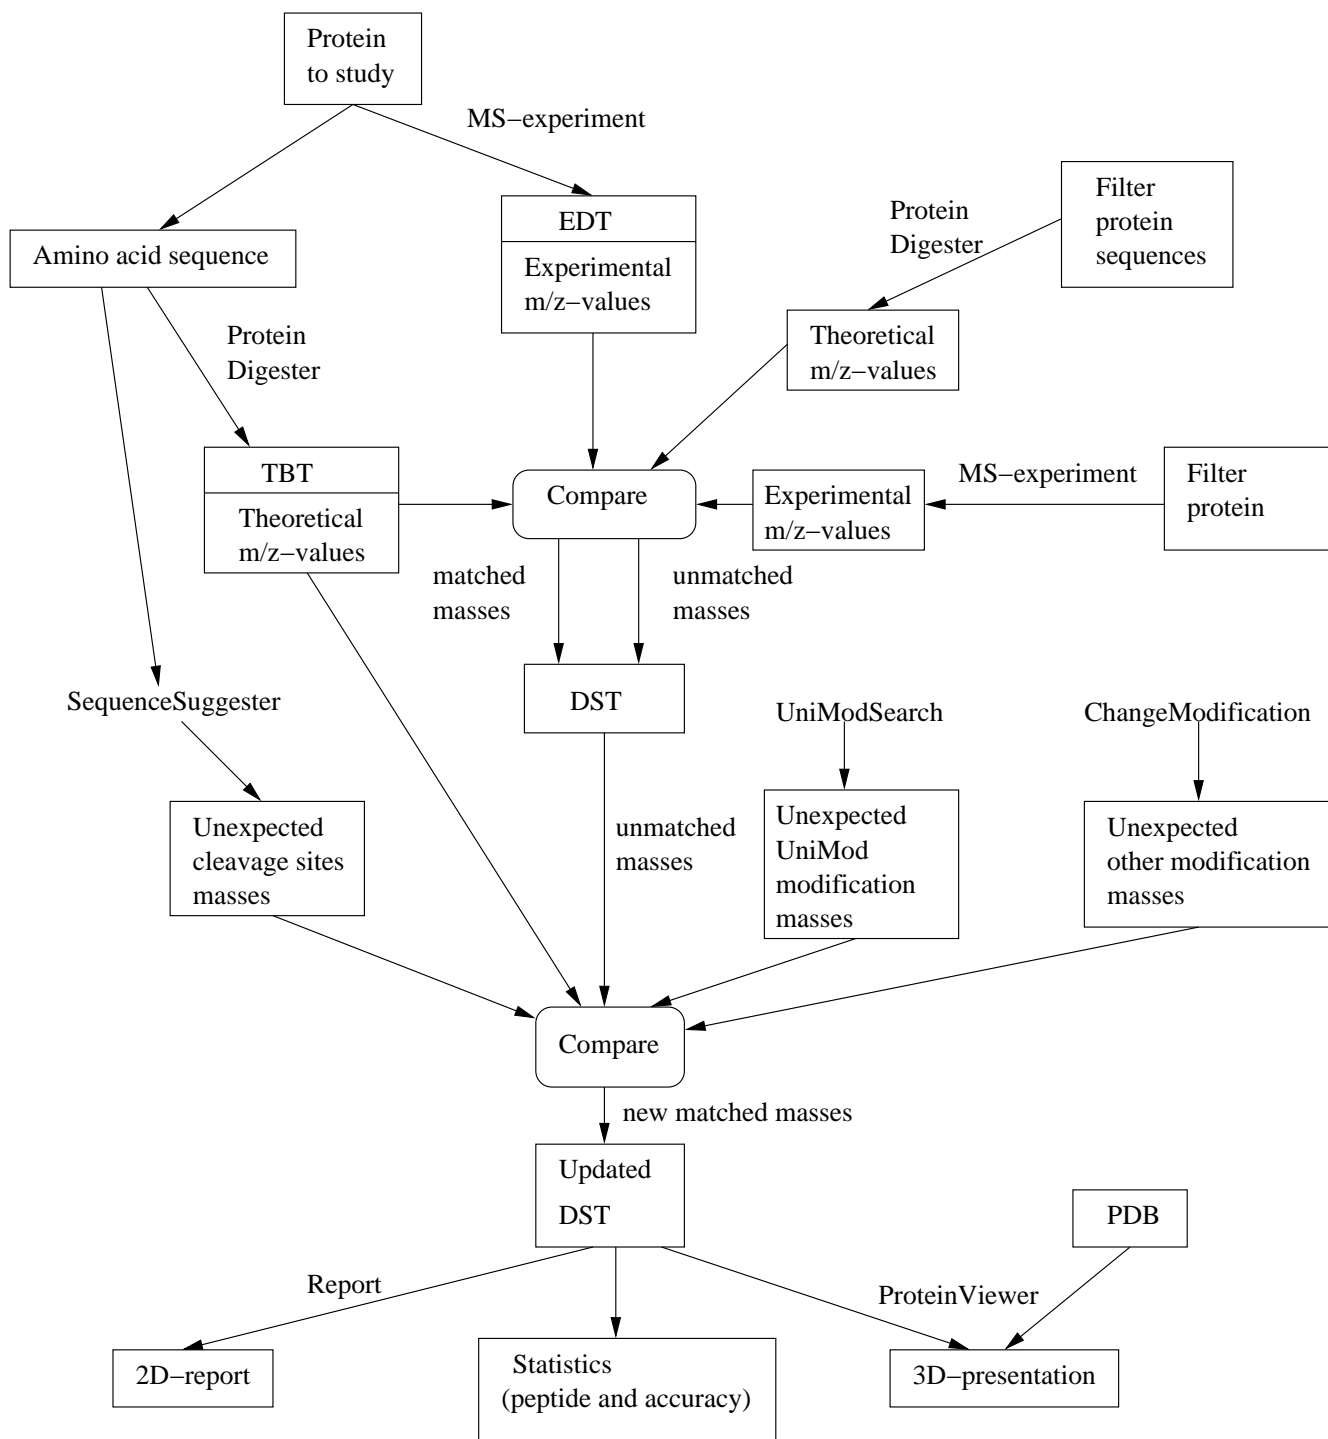 Protein
to study
MS−experiment
Filter
protein
sequences
Protein
Digester
EDT
Experimental
m/z−values
Amino acid sequence
Protein
Digester
Theoretical
m/z−values
TBT
Theoretical
m/z−values
Compare
Experimental
m/z−values
MS−experiment
Filter
protein
matched
masses
unmatched
masses
DST
SequenceSuggester
UniModSearch
ChangeModification
Unexpected
cleavage sites
masses
unmatched
masses
Unexpected
UniMod
modification
masses
Unexpected
other modification
masses
Compare
new matched masses
Updated
DST
PDB
Report
ProteinViewer
2D−report
Statistics
(peptide and accuracy)
3D−presentation